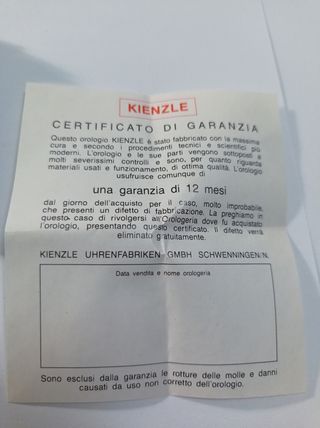 KIENZLE
CERTIFICATO DI GARANZIA
Questo orologio KIENZLE è stato fabbricato con la massima
cura e secondo i procedimenti tecnici e scientifici più
moderni. L'orologio e le sue parti vengono sottoposti a
molti severissimi controlli e sono, per quanto riguarda
materiali usati e funzionamento, di ottima qualità. L'orologio
usufruisce comunque di
una garanzia di 12 mesi
dal giorno dell'acquisto per il caso, molto improbabile,
che presenti un difetto di fabbricazione. La preghiamo in
questo caso di rivolgersi all'Orologeria dove fu acquistato
l'orologio, presentando questo certificato. Il difetto verrà
eliminato gratuitamente.
KIENZLE UHRENFABRIKEN GMBH SCHWENNINGEN/N.
Data vendita e nome orologeria
Sono esclusi dalla garanzia le rotture delle molle e danni
causati da uso non corretto dell'orologio.